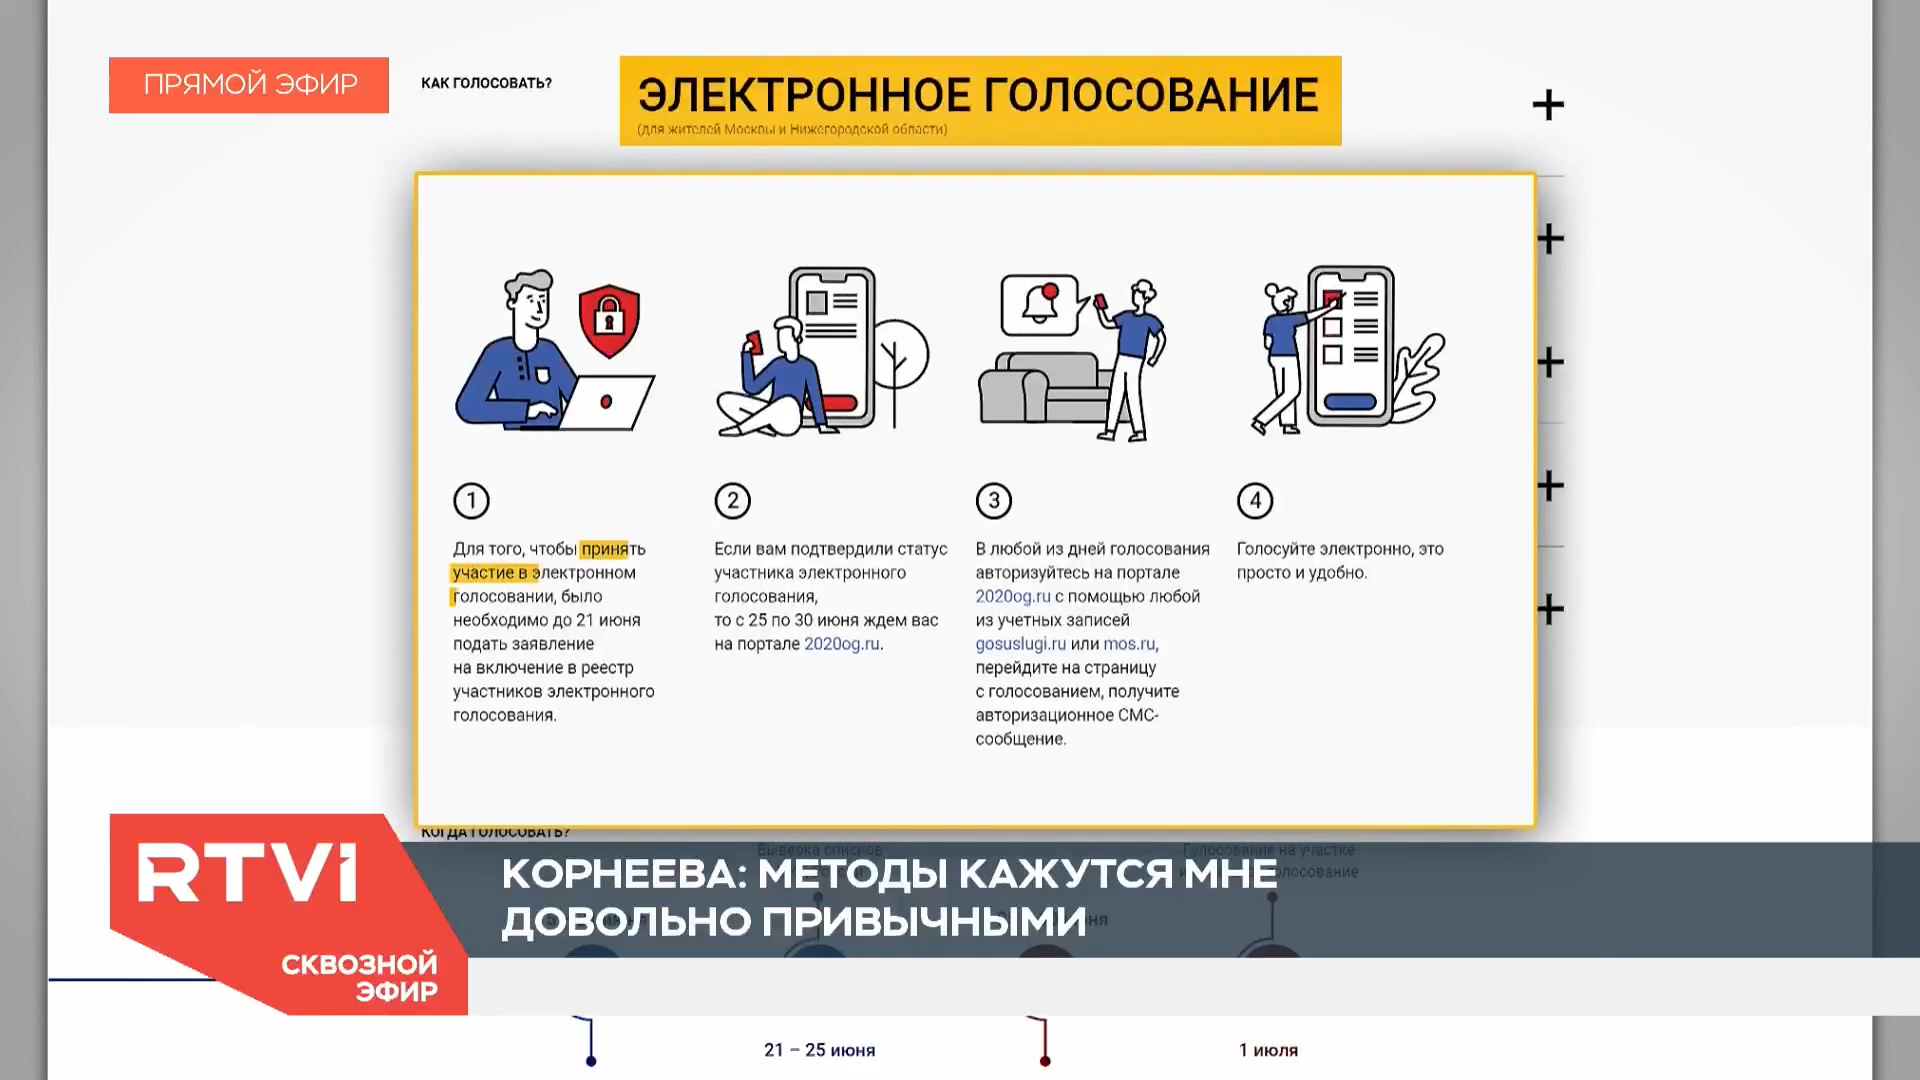 ПРЯМОЙ ЭФИР
КАК ГОЛОСОВАТЬ?
ЭЛЕКТРОННОЕ ГОЛОСОВАНИЕ
(для жителей Москвы и Нижегородской области)
1
Для того, чтобы принять
участие в электронном
голосовании, было
необходимо до 21 июня
подать заявление
на включение в реестр
участников электронного
голосования.
2
Если вам подтвердили статус
участника электронного
голосования,
то с 25 по 30 июня ждем вас
на портале 2020og.ru.
3
В любой из дней голосования
авторизуйтесь на портале
2020og.ru с помощью любой
из учетных записей
gosuslugi.ru или mos.ru,
перейдите на страницу
с голосованием, получите
авторизационное СМС-
сообщение.
4
Голосуйте электронно, это
просто и удобно.
КОГДА ГОЛОСОВАТЬ?
Выверка списков
Голосование на участке
RTVI
СКВОЗНОЙ
ЭФИР
КОРНЕЕВА: МЕТОДЫ КАЖУТСЯ МНЕ
ДОВОЛЬНО ПРИВЫЧНЫМИ
21 – 25 июня
1 июля